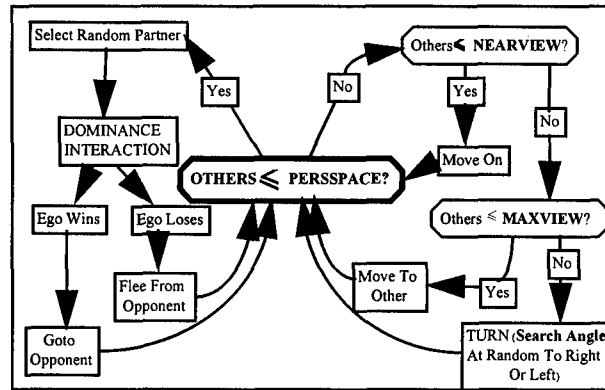 Select Random Partner
Yes
No
Others ≤ NEARVIEW?
Yes
No
DOMINANCE
INTERACTION
OTHERS ≤ PERSSPACE?
Move On
Ego Wins
Ego Loses
Others ≤ MAXVIEW?
Flee From
Opponent
Move To
Other
Yes
No
Goto
Opponent
TURN (Search Angle
At Random To Right
Or Left)